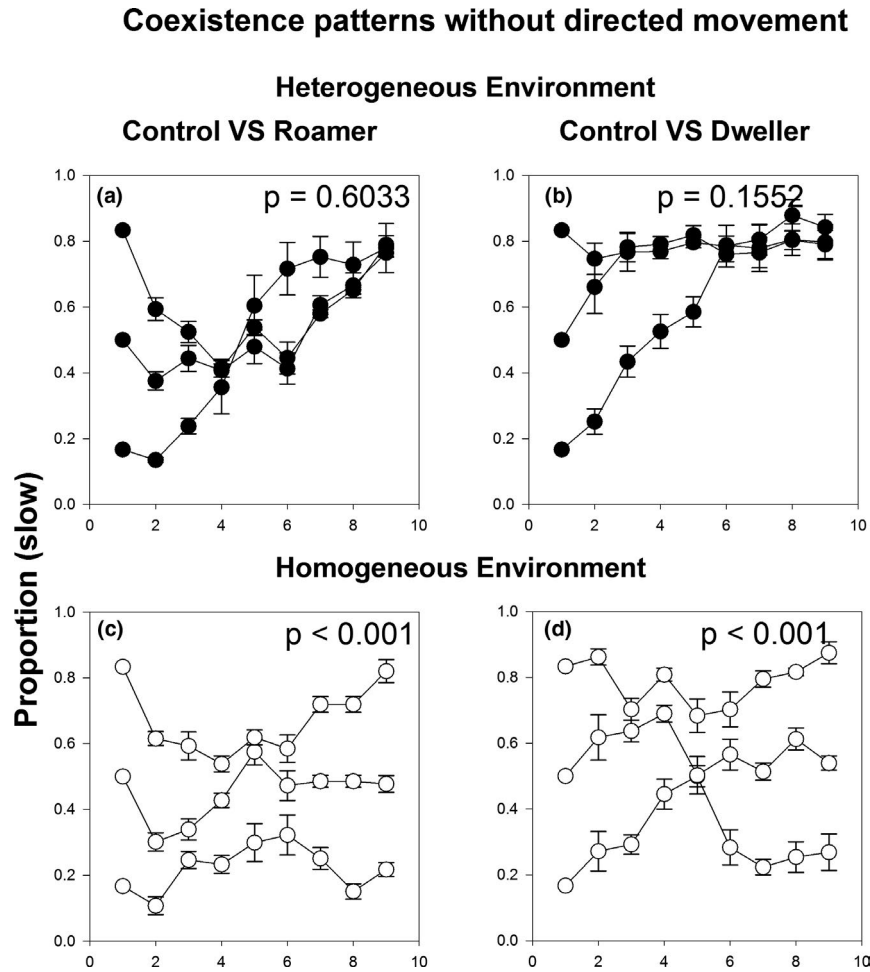 Coexistence patterns without directed movement
Heterogeneous Environment
Control VS Roamer
Control VS Dweller
(a)
p = 0.6033
1.0
0.8
0.6
0.4
0.2
0.0
0 2 4 6 8 10
(b)
p = 0.1552
1.0
0.8
0.6
0.4
0.2
0.0
0 2 4 6 8 10
Proportion (slow)
Homogeneous Environment
(c)
p < 0.001
1.0
0.8
0.6
0.4
0.2
0.0
0 2 4 6 8 10
(d)
p < 0.001
1.0
0.8
0.6
0.4
0.2
0.0
0 2 4 6 8 10